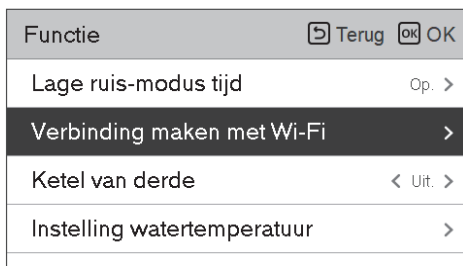 Functie Terug OK OK
Lage ruis-modus tijd Op. >
Verbinding maken met Wi-Fi >
Ketel van derde < Uit. >
Instelling watertemperatuur >